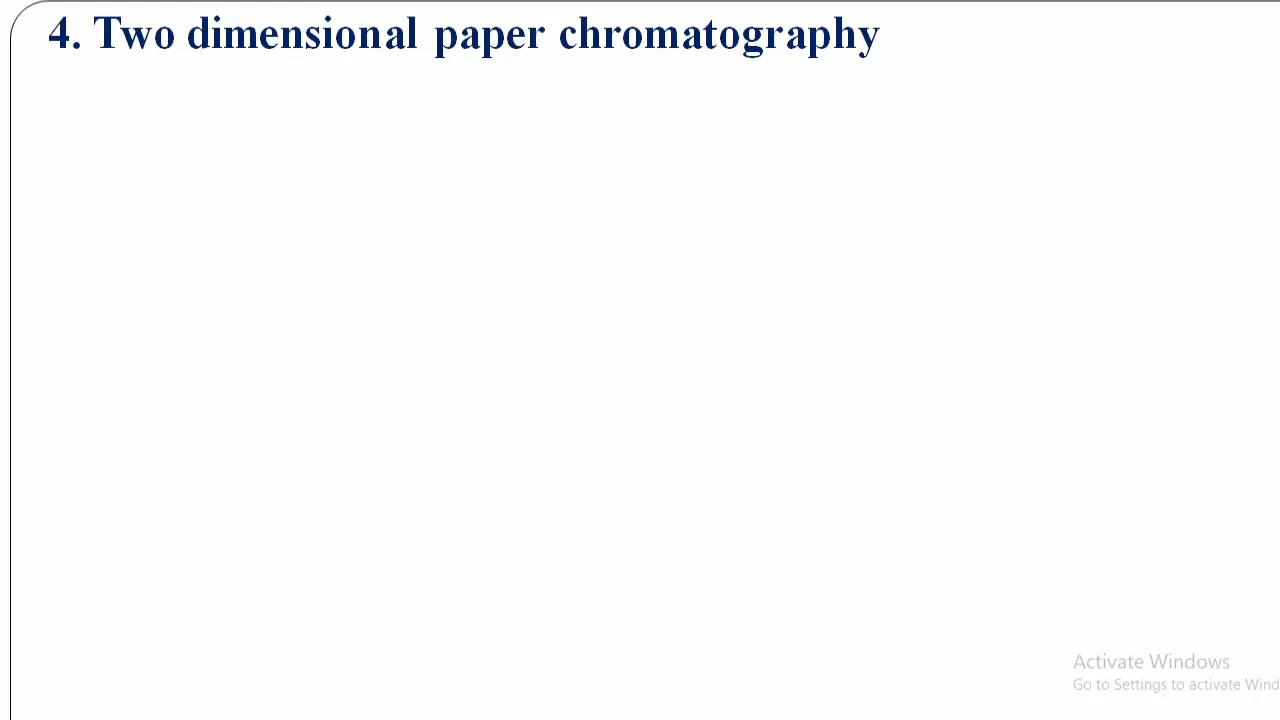 4. Two dimensional paper chromatography
Activate Windows
Go to Settings to activate Wind